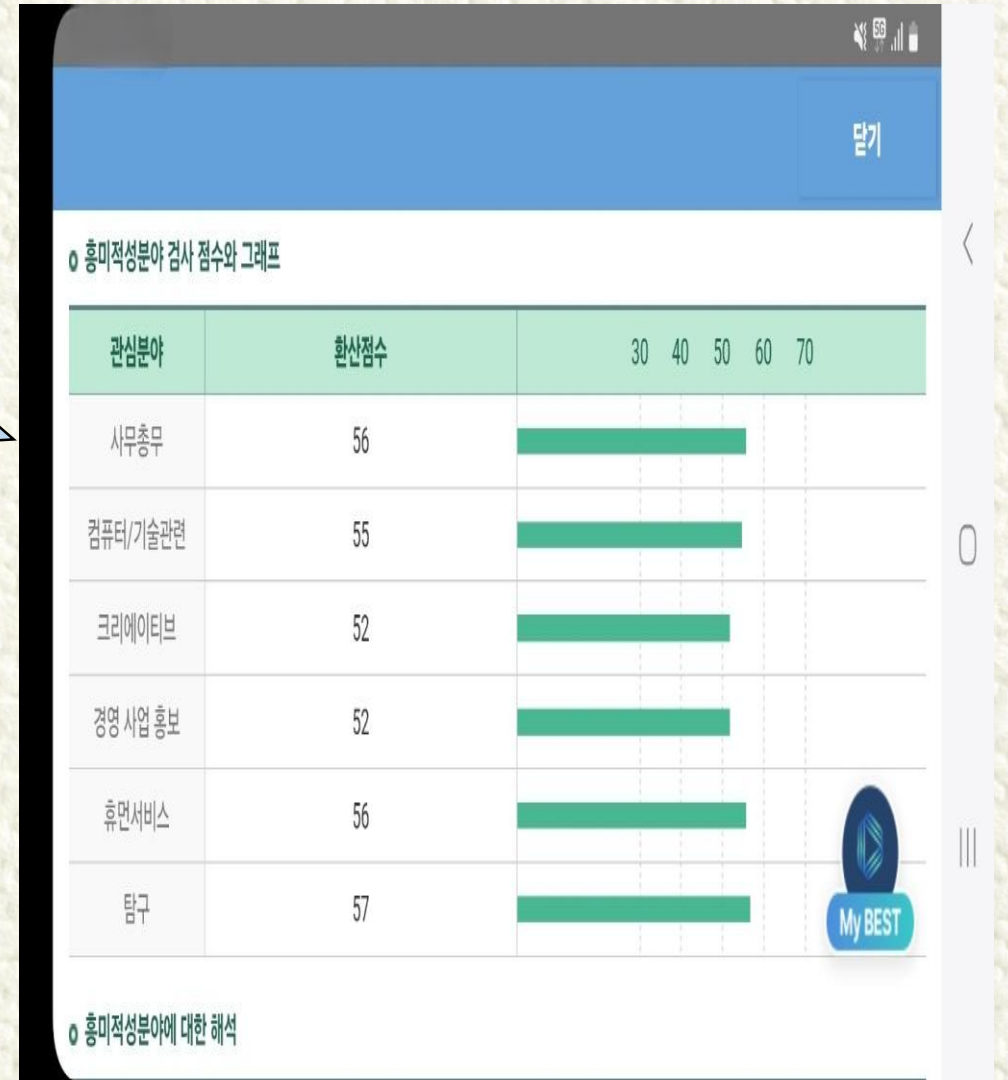 5G
닫기
흥미적성분야 검사 점수와 그래프
관심분야 환산점수 30 40 50 60 70
사무총무 56
컴퓨터/기술관련 55
크리에이티브 52
경영 사업 홍보 52
휴먼서비스 56
탐구 57
My BEST
흥미적성분야에 대한 해석